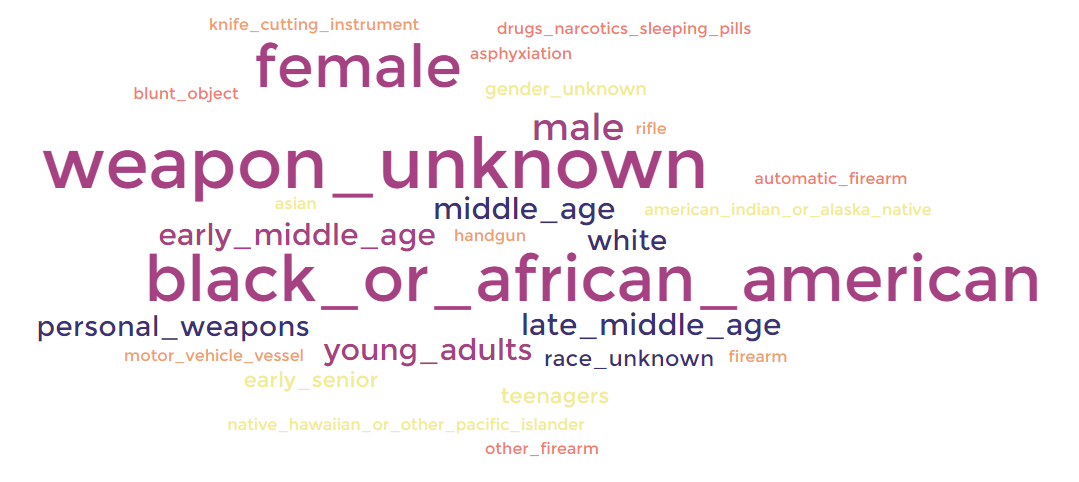 knife_cutting_instrument
drugs_narcotics_sleeping_pills
female
asphyxiation
blunt_object
gender_unknown
male
rifle
weapon_unknown
automatic_firearm
asian
middle_age
american_indian_or_alaska_native
early_middle_age
handgun
white
black_or_african_american
personal_weapons
late_middle_age
motor_vehicle_vessel
young_adults
race_unknown
firearm
early_senior
teenagers
native_hawaiian_or_other_pacific_islander
other_firearm